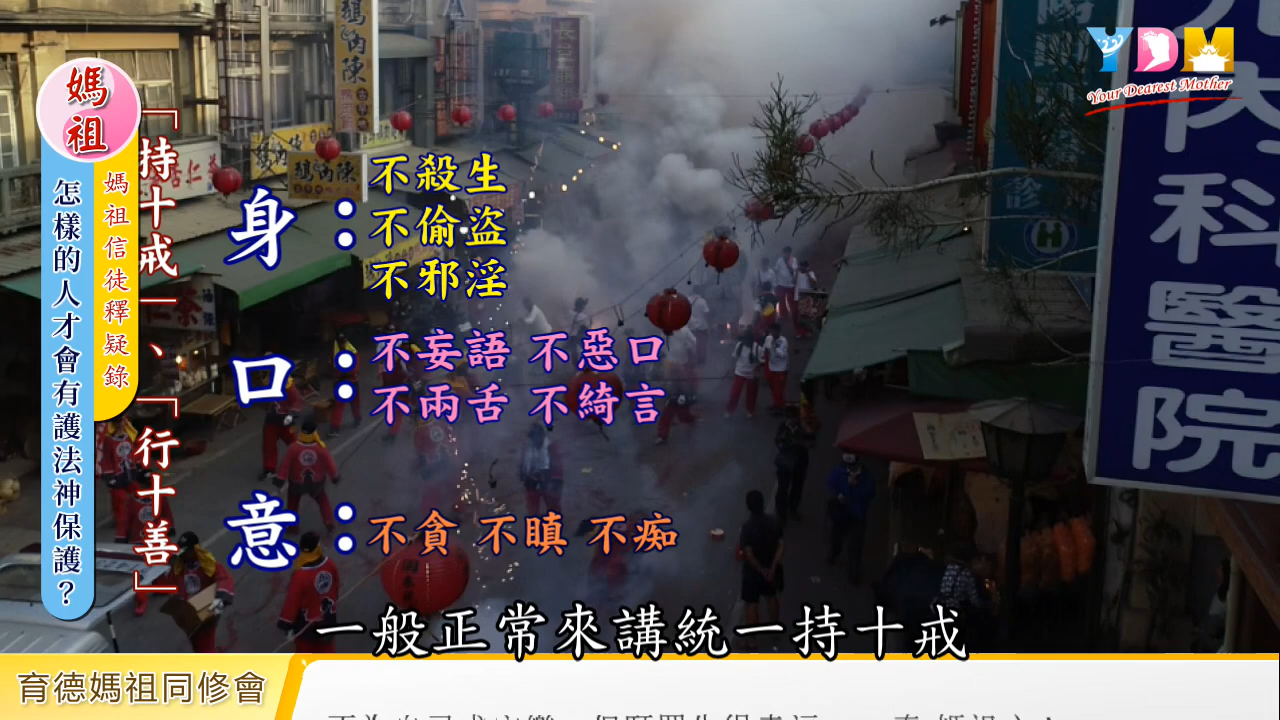 媽祖
媽祖信徒釋疑錄
怎樣的人才會有護法神保護？
「持十戒」、「行十善」
身：
不殺生
不偷盜
不邪淫
口：
不妄語 不惡口
不兩舌 不綺言
意：
不貪 不瞋 不痴
一般正常來講統一持十戒
育德媽祖同修會
YDM
Your Dearest Mother
內科醫院
診
H